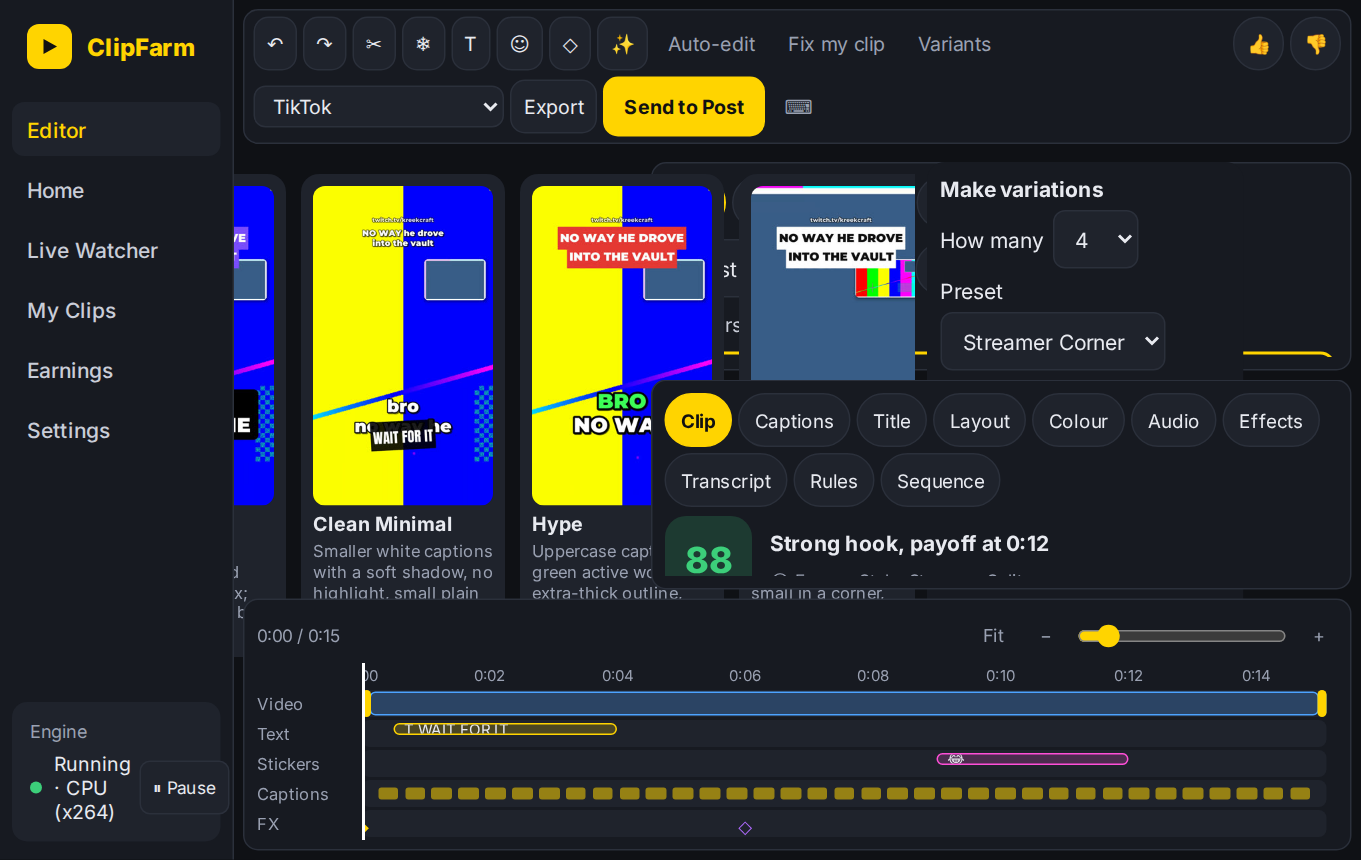 ClipFarm
Editor
Home
Live Watcher
My Clips
Earnings
Settings
Engine
Running
· CPU
(x264)
Pause
T
Auto-edit
Fix my clip
Variants
TikTok
Export
Send to Post
twitch.tv/kreekcraft
NO WAY he drove
into the vault
bro
WAIT FOR IT
Clean Minimal
Smaller white captions
with a soft shadow, no
highlight, small plain
twitch.tv/kreekcraft
NO WAY HE DROVE
INTO THE VAULT
BRO
NO WA
Hype
Uppercase capt
green active wo
extra-thick outline,
twitch.tv/kreekcraft
NO WAY HE DROVE
INTO THE VAULT
small in a corner,
Make variations
How many 4
Preset
Streamer Corner
Clip Captions Title Layout Colour Audio Effects
Transcript Rules Sequence
88
Strong hook, payoff at 0:12
0:00 / 0:15
Fit − +
0:02 0:04 0:06 0:08 0:10 0:12 0:14
Video
Text
T WAIT FOR IT
Stickers
Captions
FX